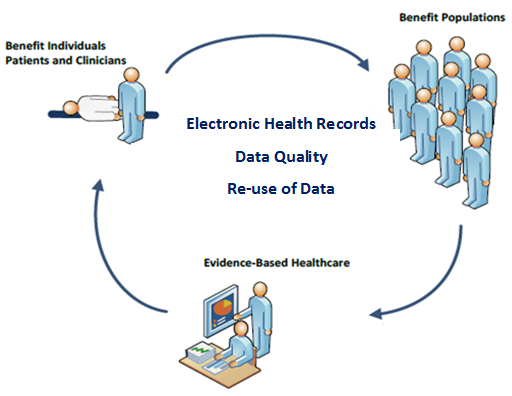 Benefit Populations
Benefit Individuals
Patients and Clinicians
Electronic Health Records
Data Quality
Re-use of Data
Evidence-Based Healthcare